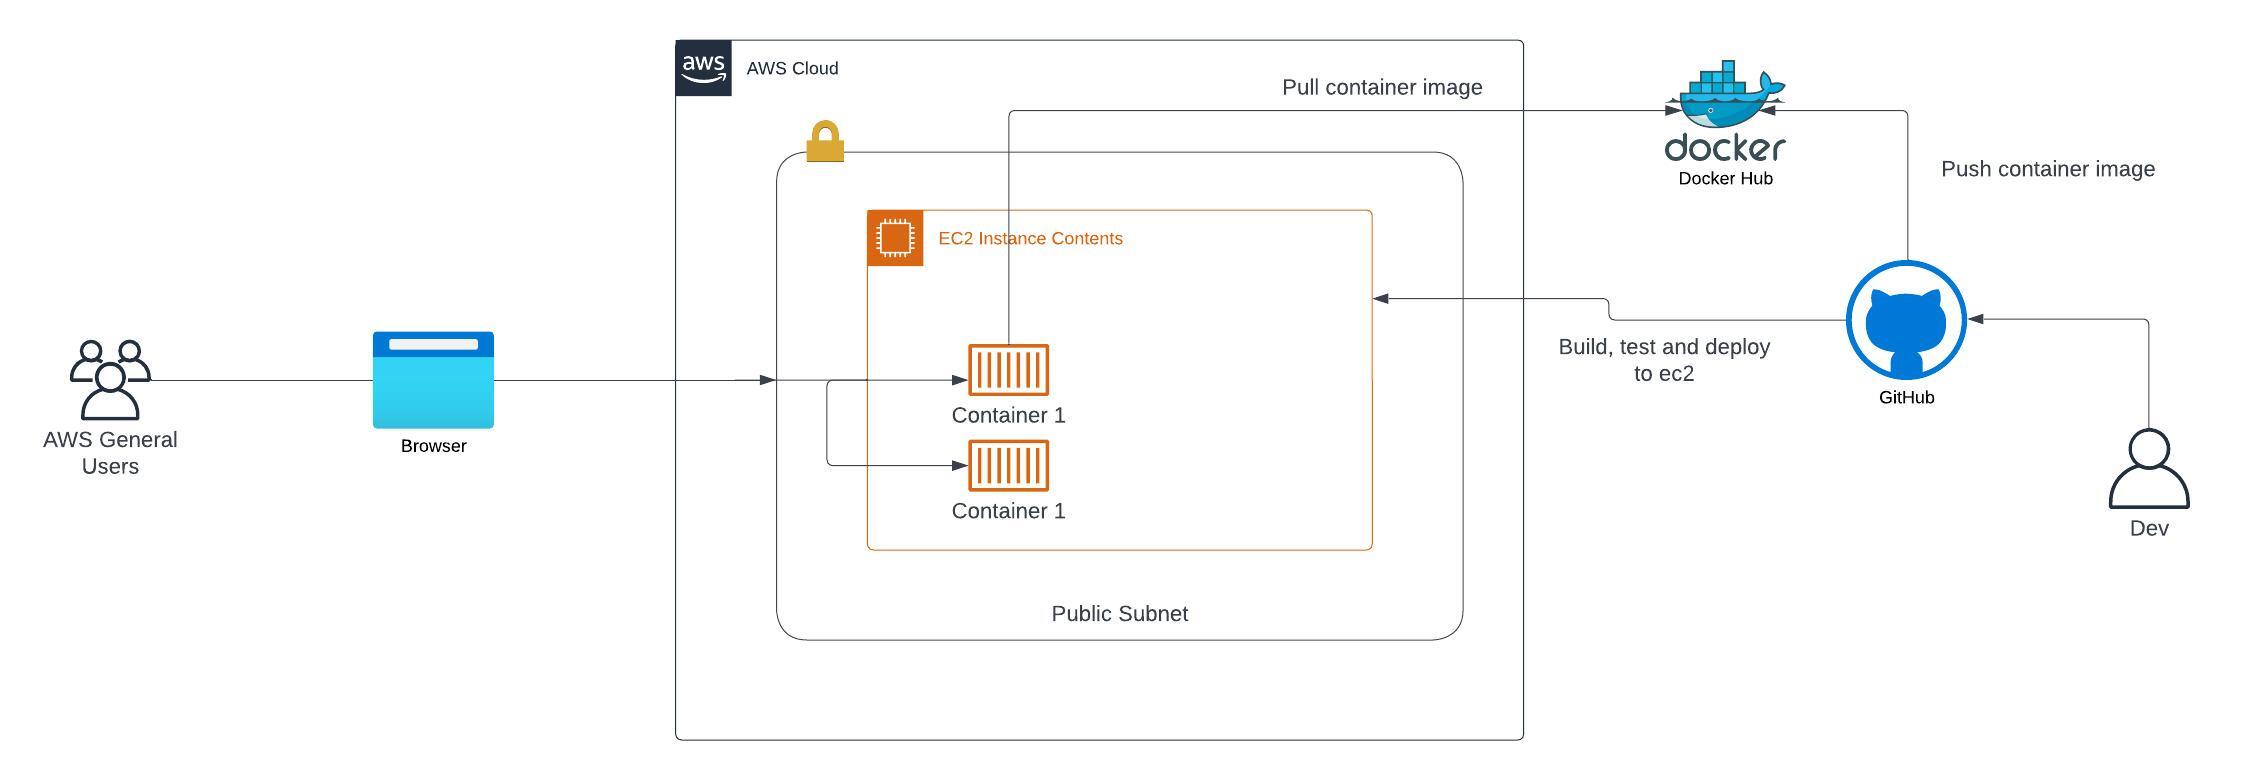 aws
AWS Cloud
Pull container image
docker
Docker Hub
Push container image
EC2 Instance Contents
Build, test and deploy
to ec2
GitHub
AWS General
Users
Browser
Container 1
Container 1
Dev
Public Subnet